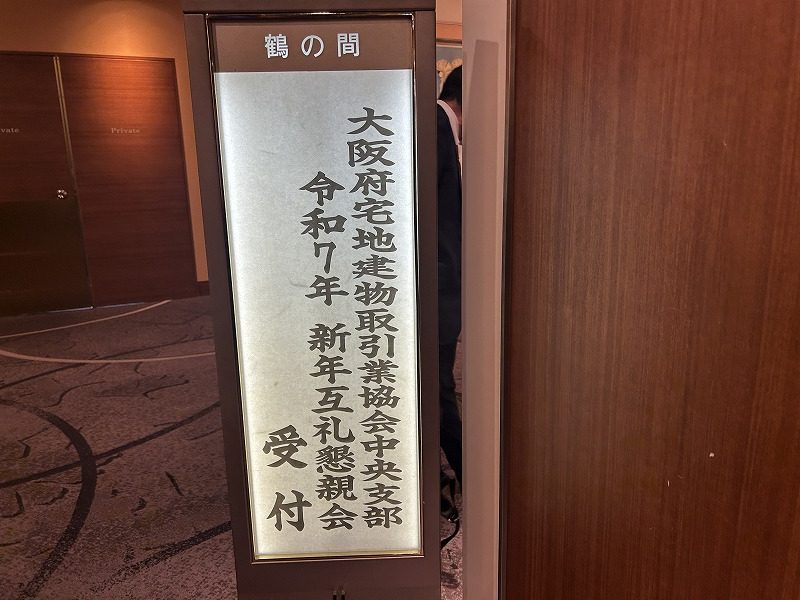 鶴の間
大阪府宅地建物取引業協会中央支部
令和7年 新年互礼懇親会
受付
Private